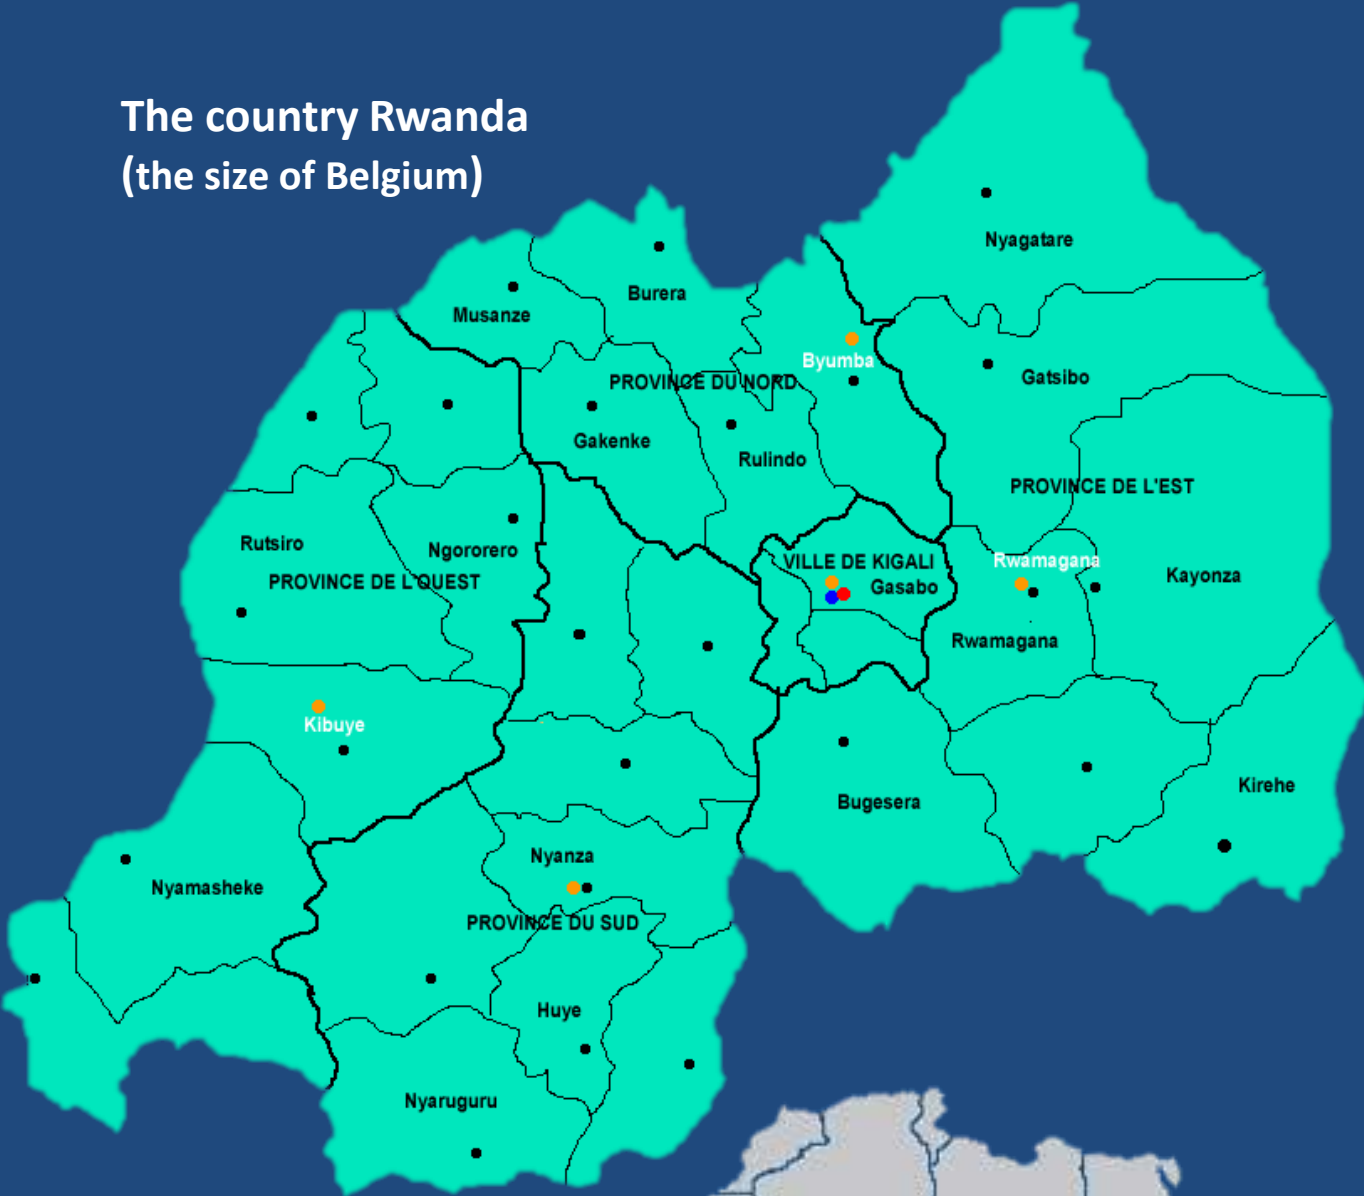 The country Rwanda
(the size of Belgium)
Nyagatare
Burera
Musanze
Byumba
PROVINCE DU NORD
Gatsibo
Gakenke
Rulindo
PROVINCE DE L'EST
Rutsiro
Ngororero
PROVINCE DE L'OUEST
VILLE DE KIGALI
Gasabo
Rwamagana
Kayonza
Rwamagana
Kibuye
Bugesera
Kirehe
Nyanza
Nyamasheke
PROVINCE DU SUD
Huye
Nyaruguru